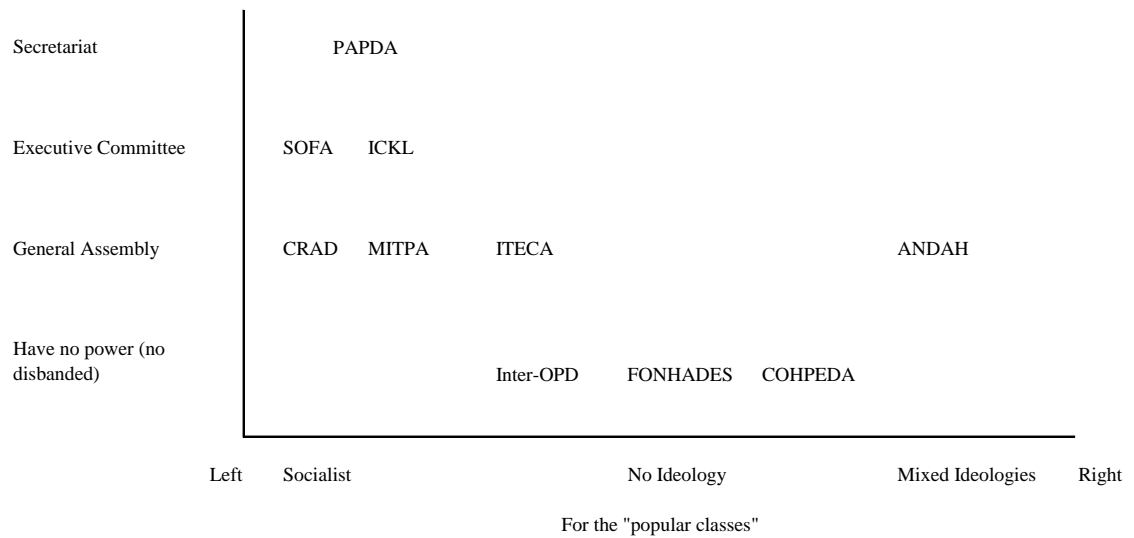 Secretariat PAPDA
Executive Committee SOFA ICKL
General Assembly CRAD MITPA ITECA ANDAH
Have no power (no
disbanded)
Inter-OPD FONHADES COHPEDA
Left Socialist No Ideology Mixed Ideologies Right
For the "popular classes"